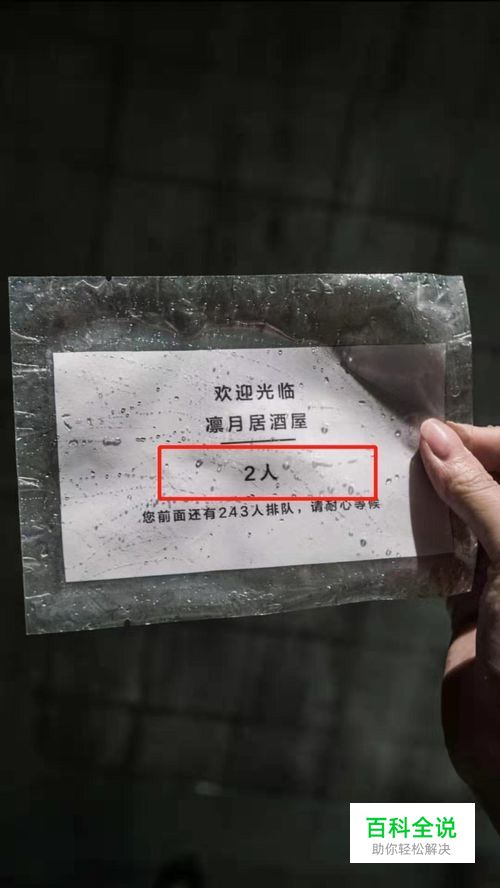 欢迎光临
凛月居酒屋
2人
您前面还有243人排队，请耐心等候
百科全说
助你轻松解决